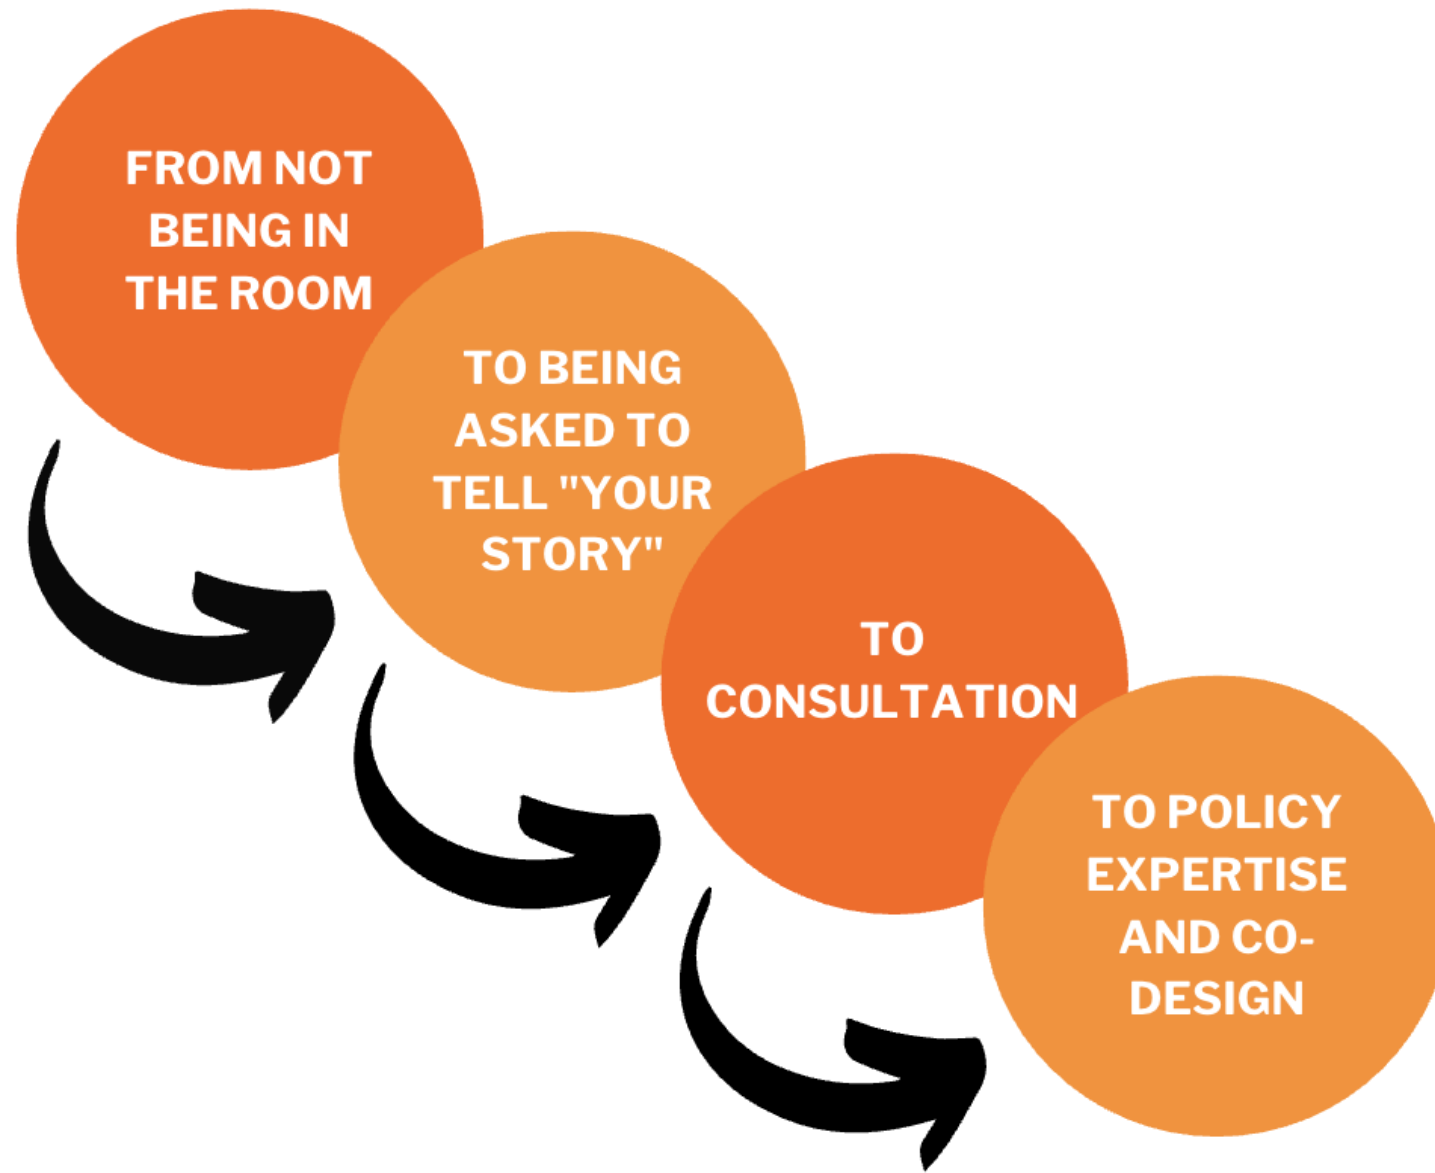 FROM NOT
BEING IN
THE ROOM
TO BEING
ASKED TO
TELL "YOUR
STORY"
TO
CONSULTATION
TO POLICY
EXPERTISE
AND CO-
DESIGN